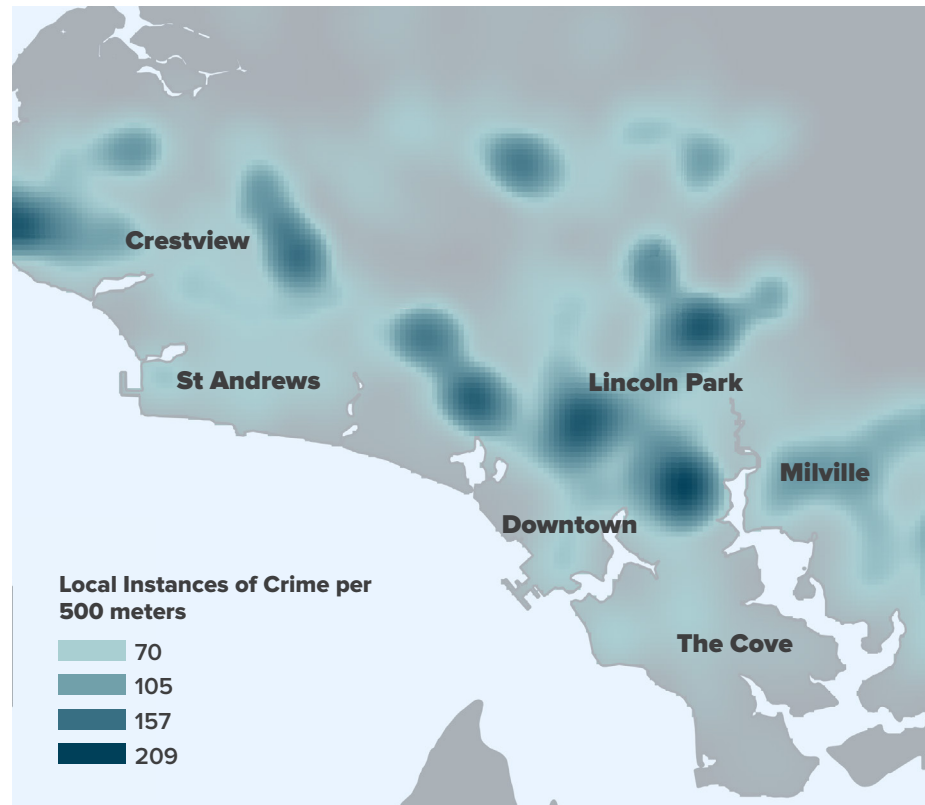 Crestview
St Andrews
Lincoln Park
Milville
Downtown
The Cove
Local Instances of Crime per
500 meters
70
105
157
209